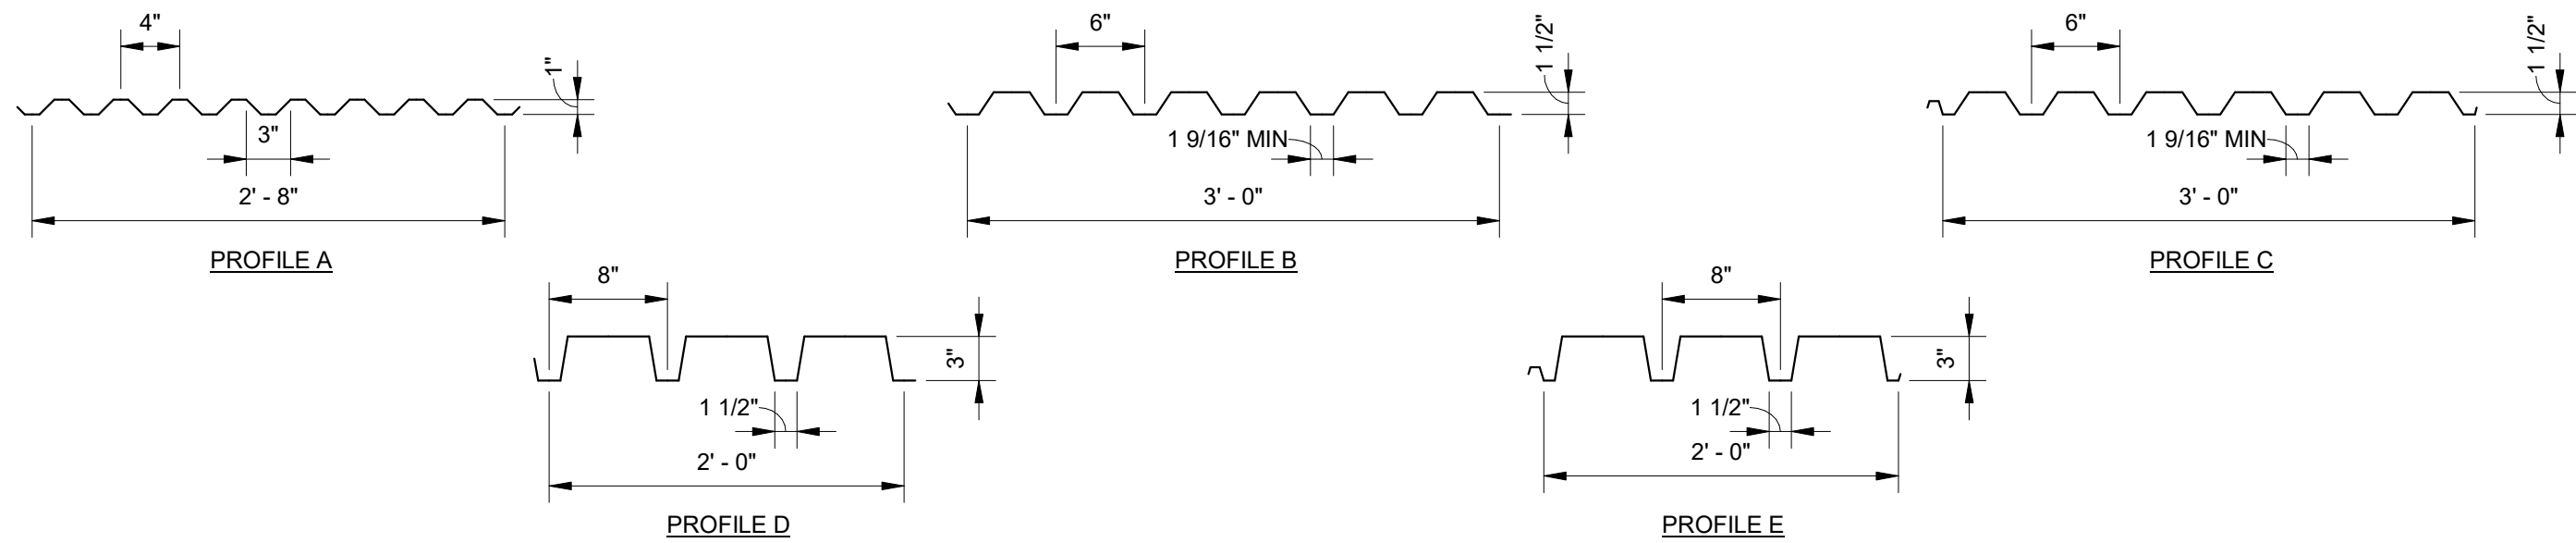 4"
1"
3"
2' - 8"
PROFILE A
6"
1 1/2"
1 9/16" MIN
3' - 0"
PROFILE B
6"
1 1/2"
1 9/16" MIN
3' - 0"
PROFILE C
8"
3"
1 1/2"
2' - 0"
PROFILE D
8"
3"
1 1/2"
2' - 0"
PROFILE E